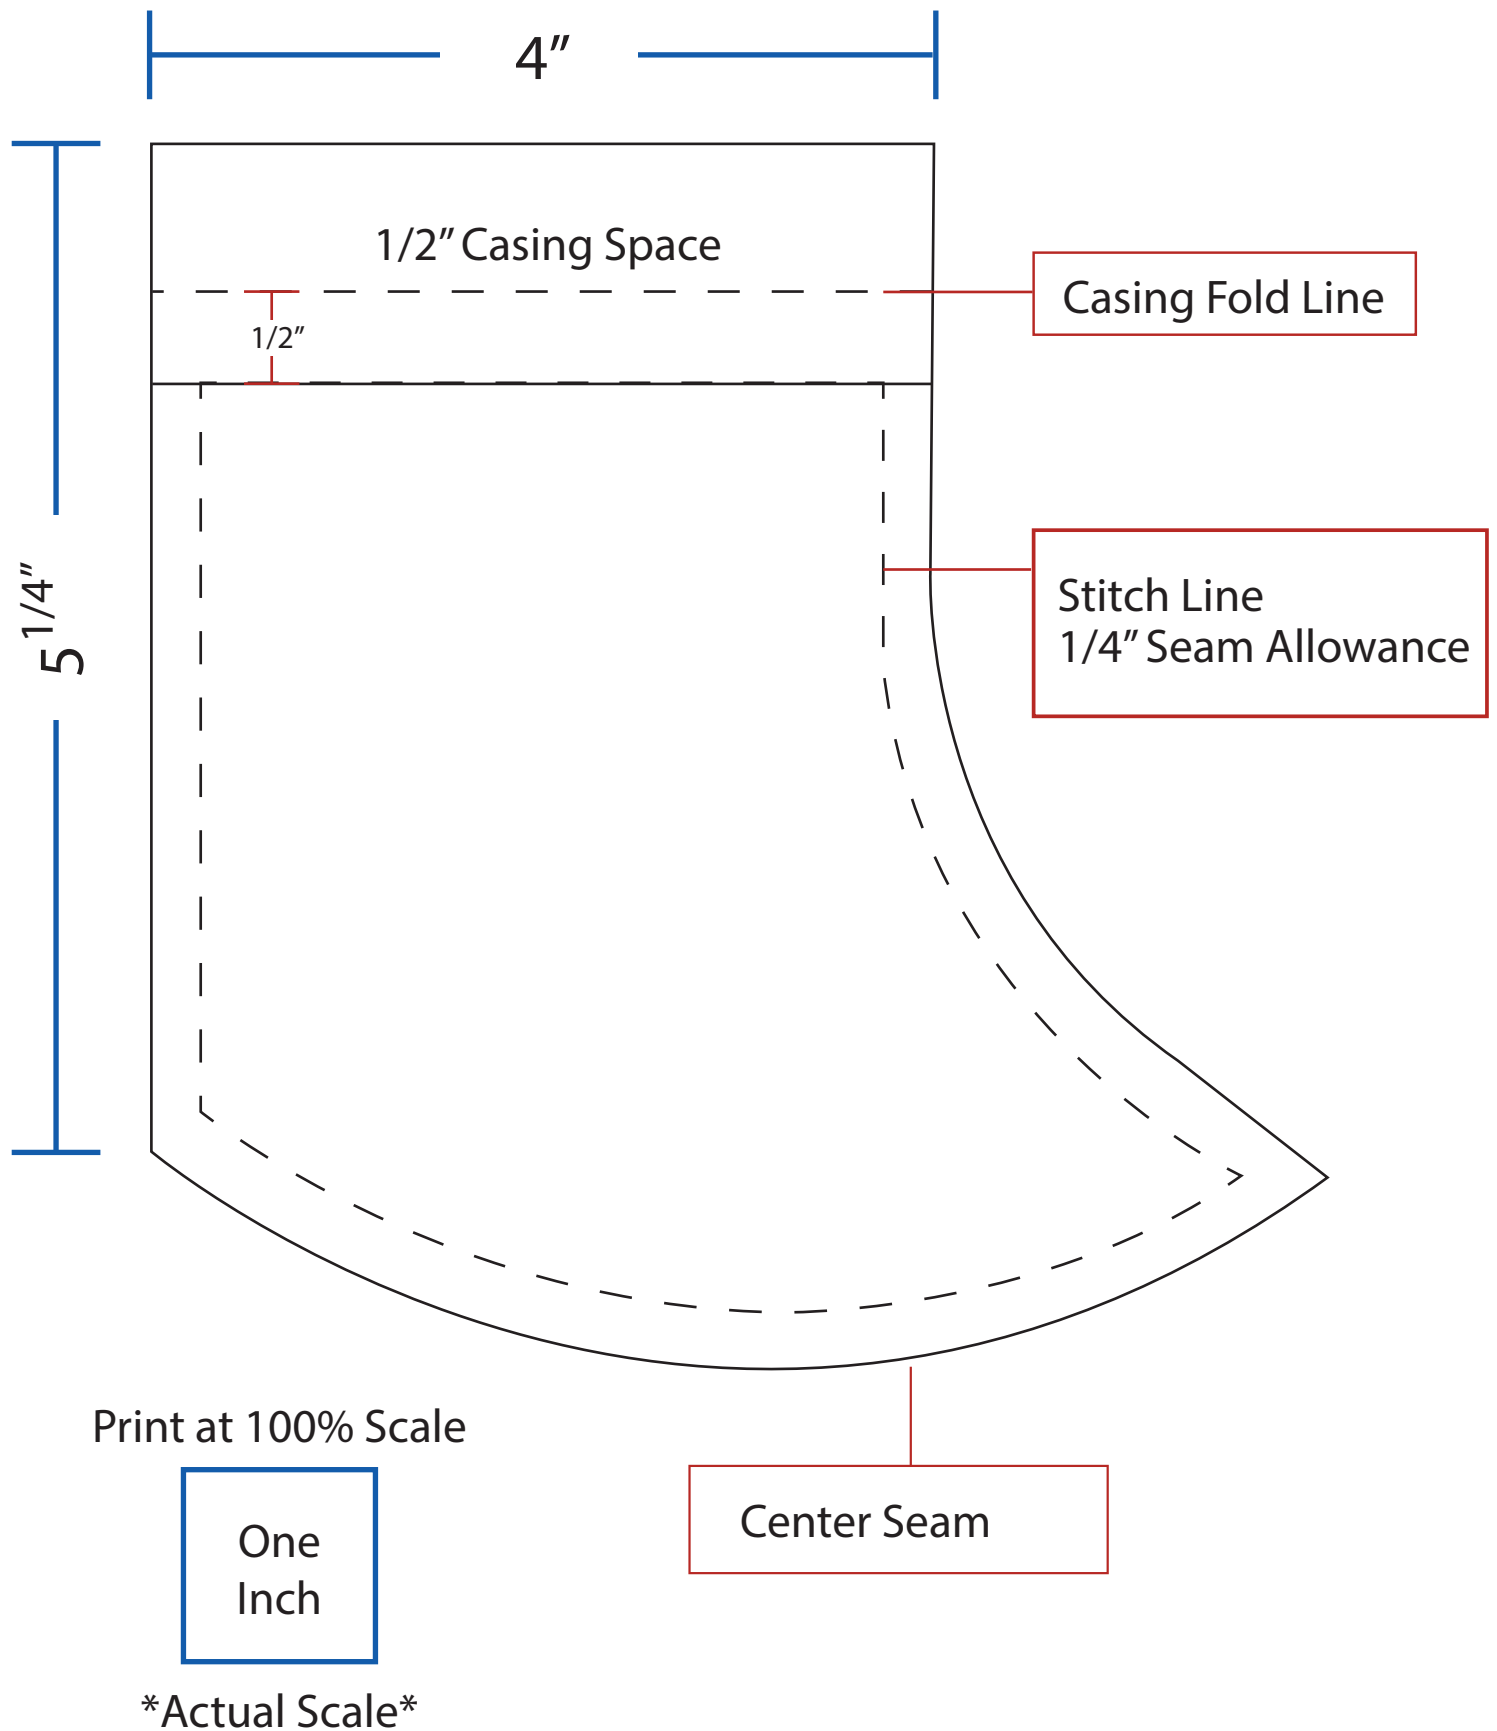 4”
1/2” Casing Space
Casing Fold Line
1/2”
5 1/4”
Stitch Line
1/4” Seam Allowance
Print at 100% Scale
One
Inch
*Actual Scale*
Center Seam